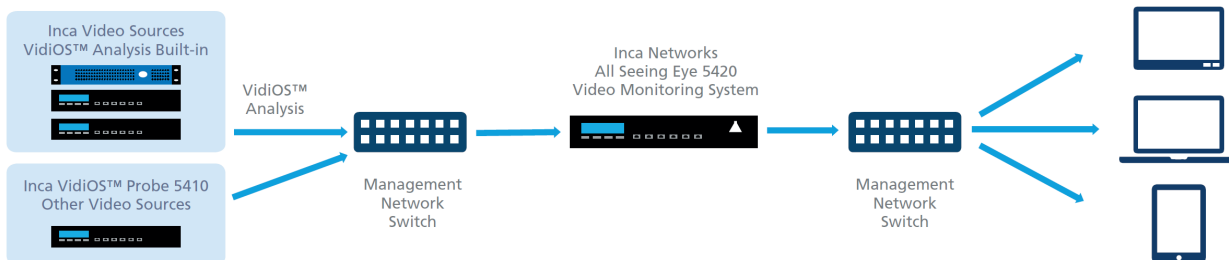 Inca Video Sources
VidiOS™ Analysis Built-in
VidiOS™
Analysis
Inca VidiOS™ Probe 5410
Other Video Sources
Management
Network
Switch
Inca Networks
All Seeing Eye 5420
Video Monitoring System
Management
Network
Switch